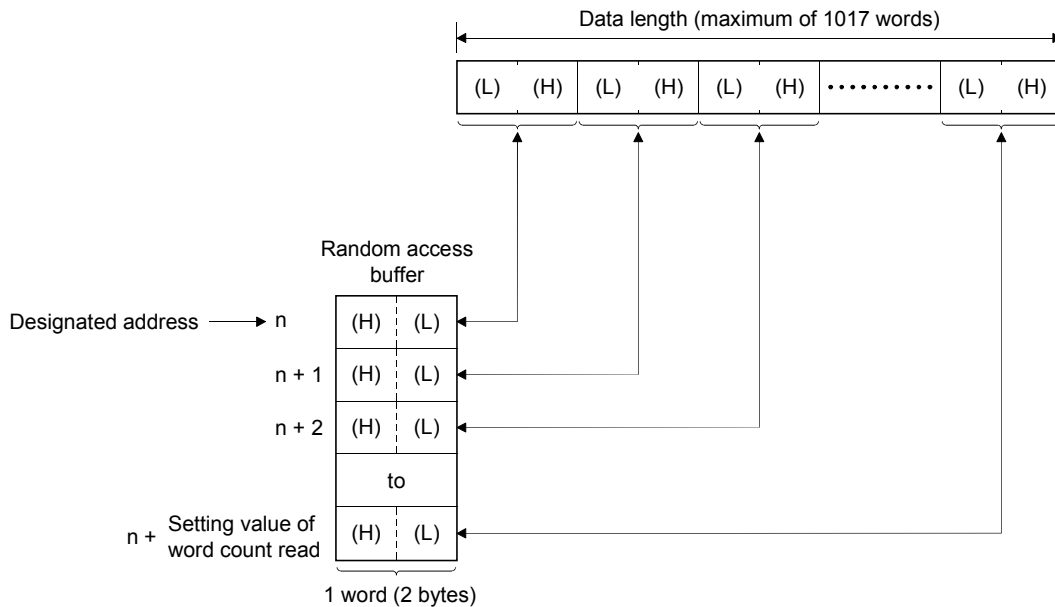 Data length (maximum of 1017 words)
(L) (H) (L) (H) (L) (H) ·········· (L) (H)
Random access
buffer
Designated address n (H) (L)
n + 1 (H) (L)
n + 2 (H) (L)
to
n + Setting value of
word count read (H) (L)
1 word (2 bytes)